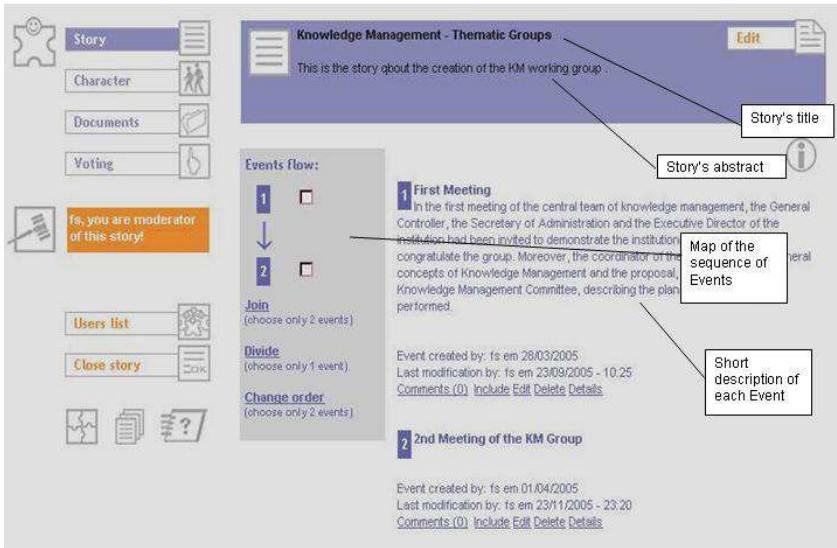 Story
Character
Documents
Voting
fs, you are moderator
of this story!
Users list
Close story
OK
?
Knowledge Management - Thematic Groups
This is the story qbout the creation of the KM working group .
Edit
Story's title
Story's abstract
i
Events flow:
1
2
Join
(choose only 2 events)
Divide
(choose only 1 event)
Change order
(choose only 2 events)
1 First Meeting
In the first meeting of the central team of knowledge management, the General
Controller, the Secretary of Administration and the Executive Director of the
institution had been invited to demonstrate the institution
congratulate the group. Moreover, the coordinator of the
concepts of Knowledge Management and the proposal,
Knowledge Management Committee, describing the plan
performed.
Map of the
sequence of
Events
Event created by: fs em 28/03/2005
Last modification by: fs em 23/09/2005 - 10:25
Comments (0) Include Edit Delete Details
Short
description of
each Event
2 2nd Meeting of the KM Group
Event created by: fs em 01/04/2005
Last modification by: fs em 23/11/2005 - 23:20
Comments (0) Include Edit Delete Details